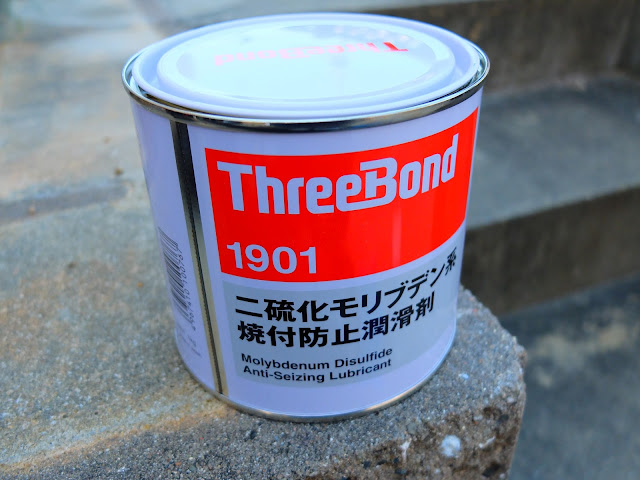 ThreeBond
ThreeBond
1901
二硫化モリブデン系
焼付防止潤滑剤
Molybdenum Disulfide
Anti-Seizing Lubricant